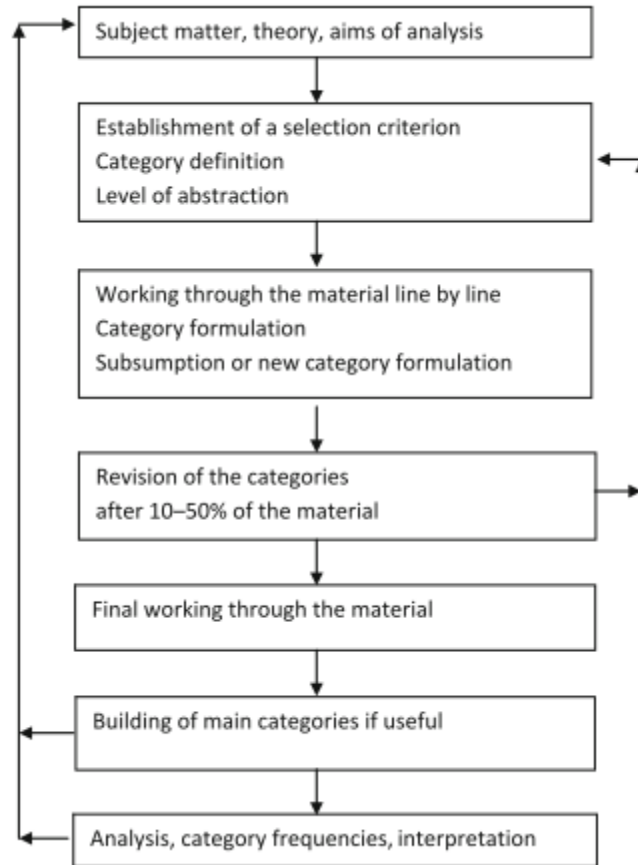 Subject matter, theory, aims of analysis
Establishment of a selection criterion
Category definition
Level of abstraction
Working through the material line by line
Category formulation
Subsumption or new category formulation
Revision of the categories
after 10–50% of the material
Final working through the material
Building of main categories if useful
Analysis, category frequencies, interpretation